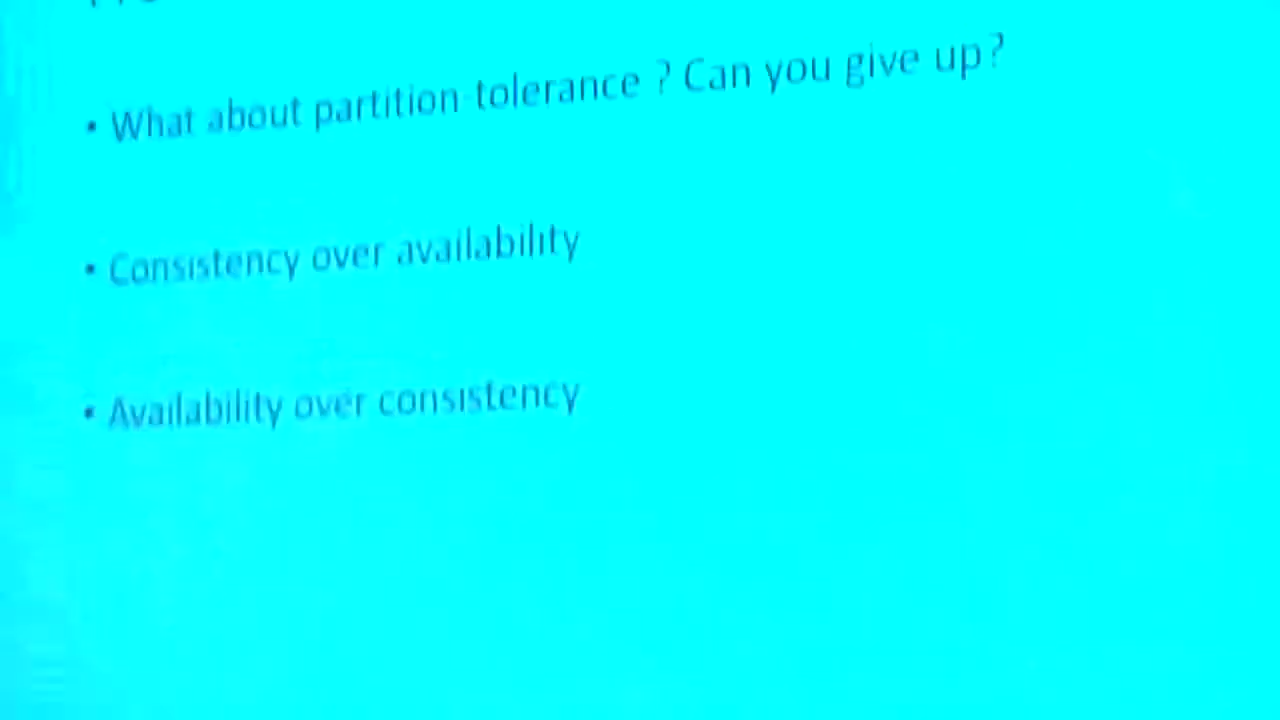 • What about partition-tolerance ? Can you give up?
• Consistency over availability
• Availability over consistency